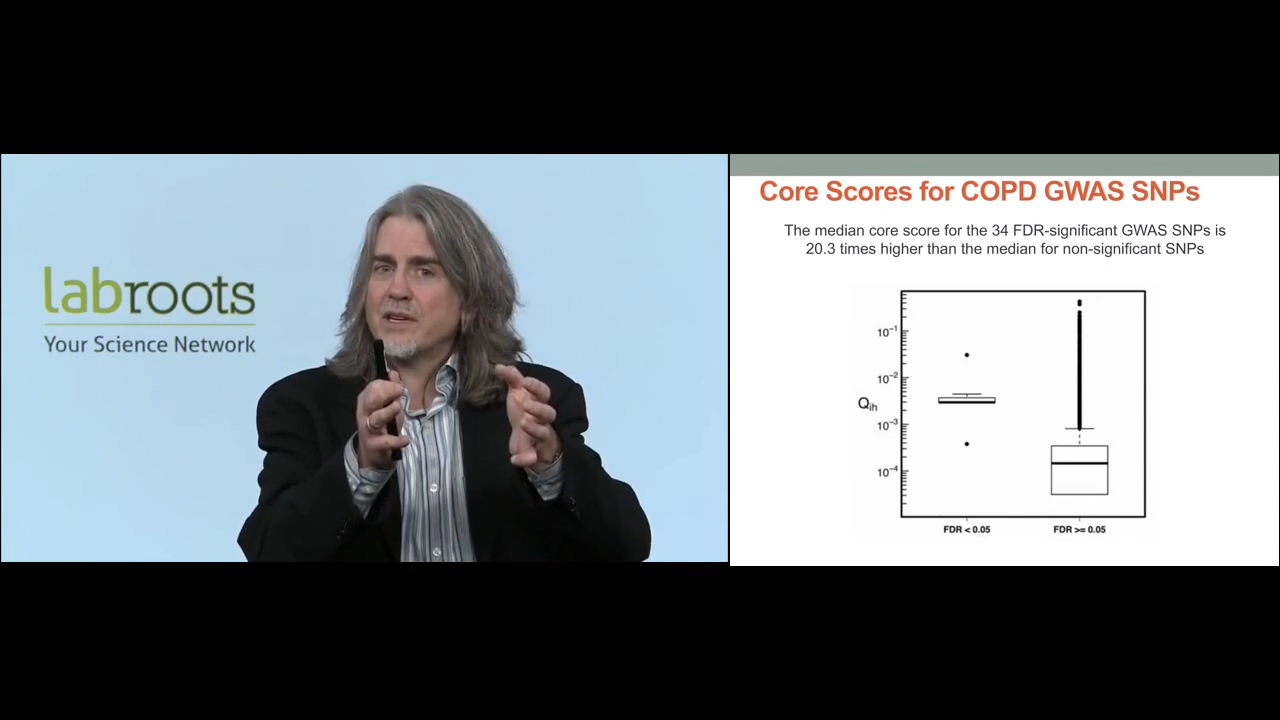 labroots
Your Science Network
Core Scores for COPD GWAS SNPs
The median core score for the 34 FDR-significant GWAS SNPs is
20.3 times higher than the median for non-significant SNPs
10⁻¹
10⁻²
Qih
10⁻³
10⁻⁴
FDR < 0.05
FDR >= 0.05